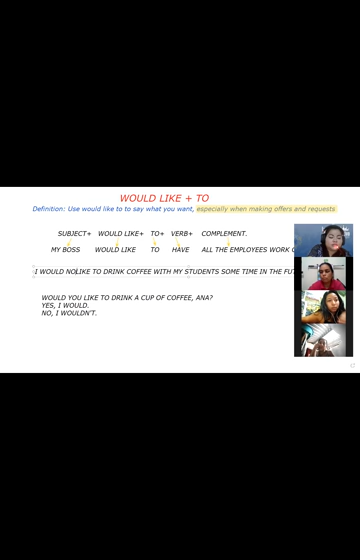 WOULD LIKE + TO
Definition: Use would like to to say what you want, especially when making offers and requests
SUBJECT+ WOULD LIKE+ TO+ VERB+ COMPLEMENT.
MY BOSS WOULD LIKE TO HAVE ALL THE EMPLOYEES WORK
I WOULD NOLIKE TO DRINK COFFEE WITH MY STUDENTS SOME TIME IN THE
WOULD YOU LIKE TO DRINK A CUP OF COFFEE, ANA?
YES, I WOULD.
NO, I WOULDN'T.